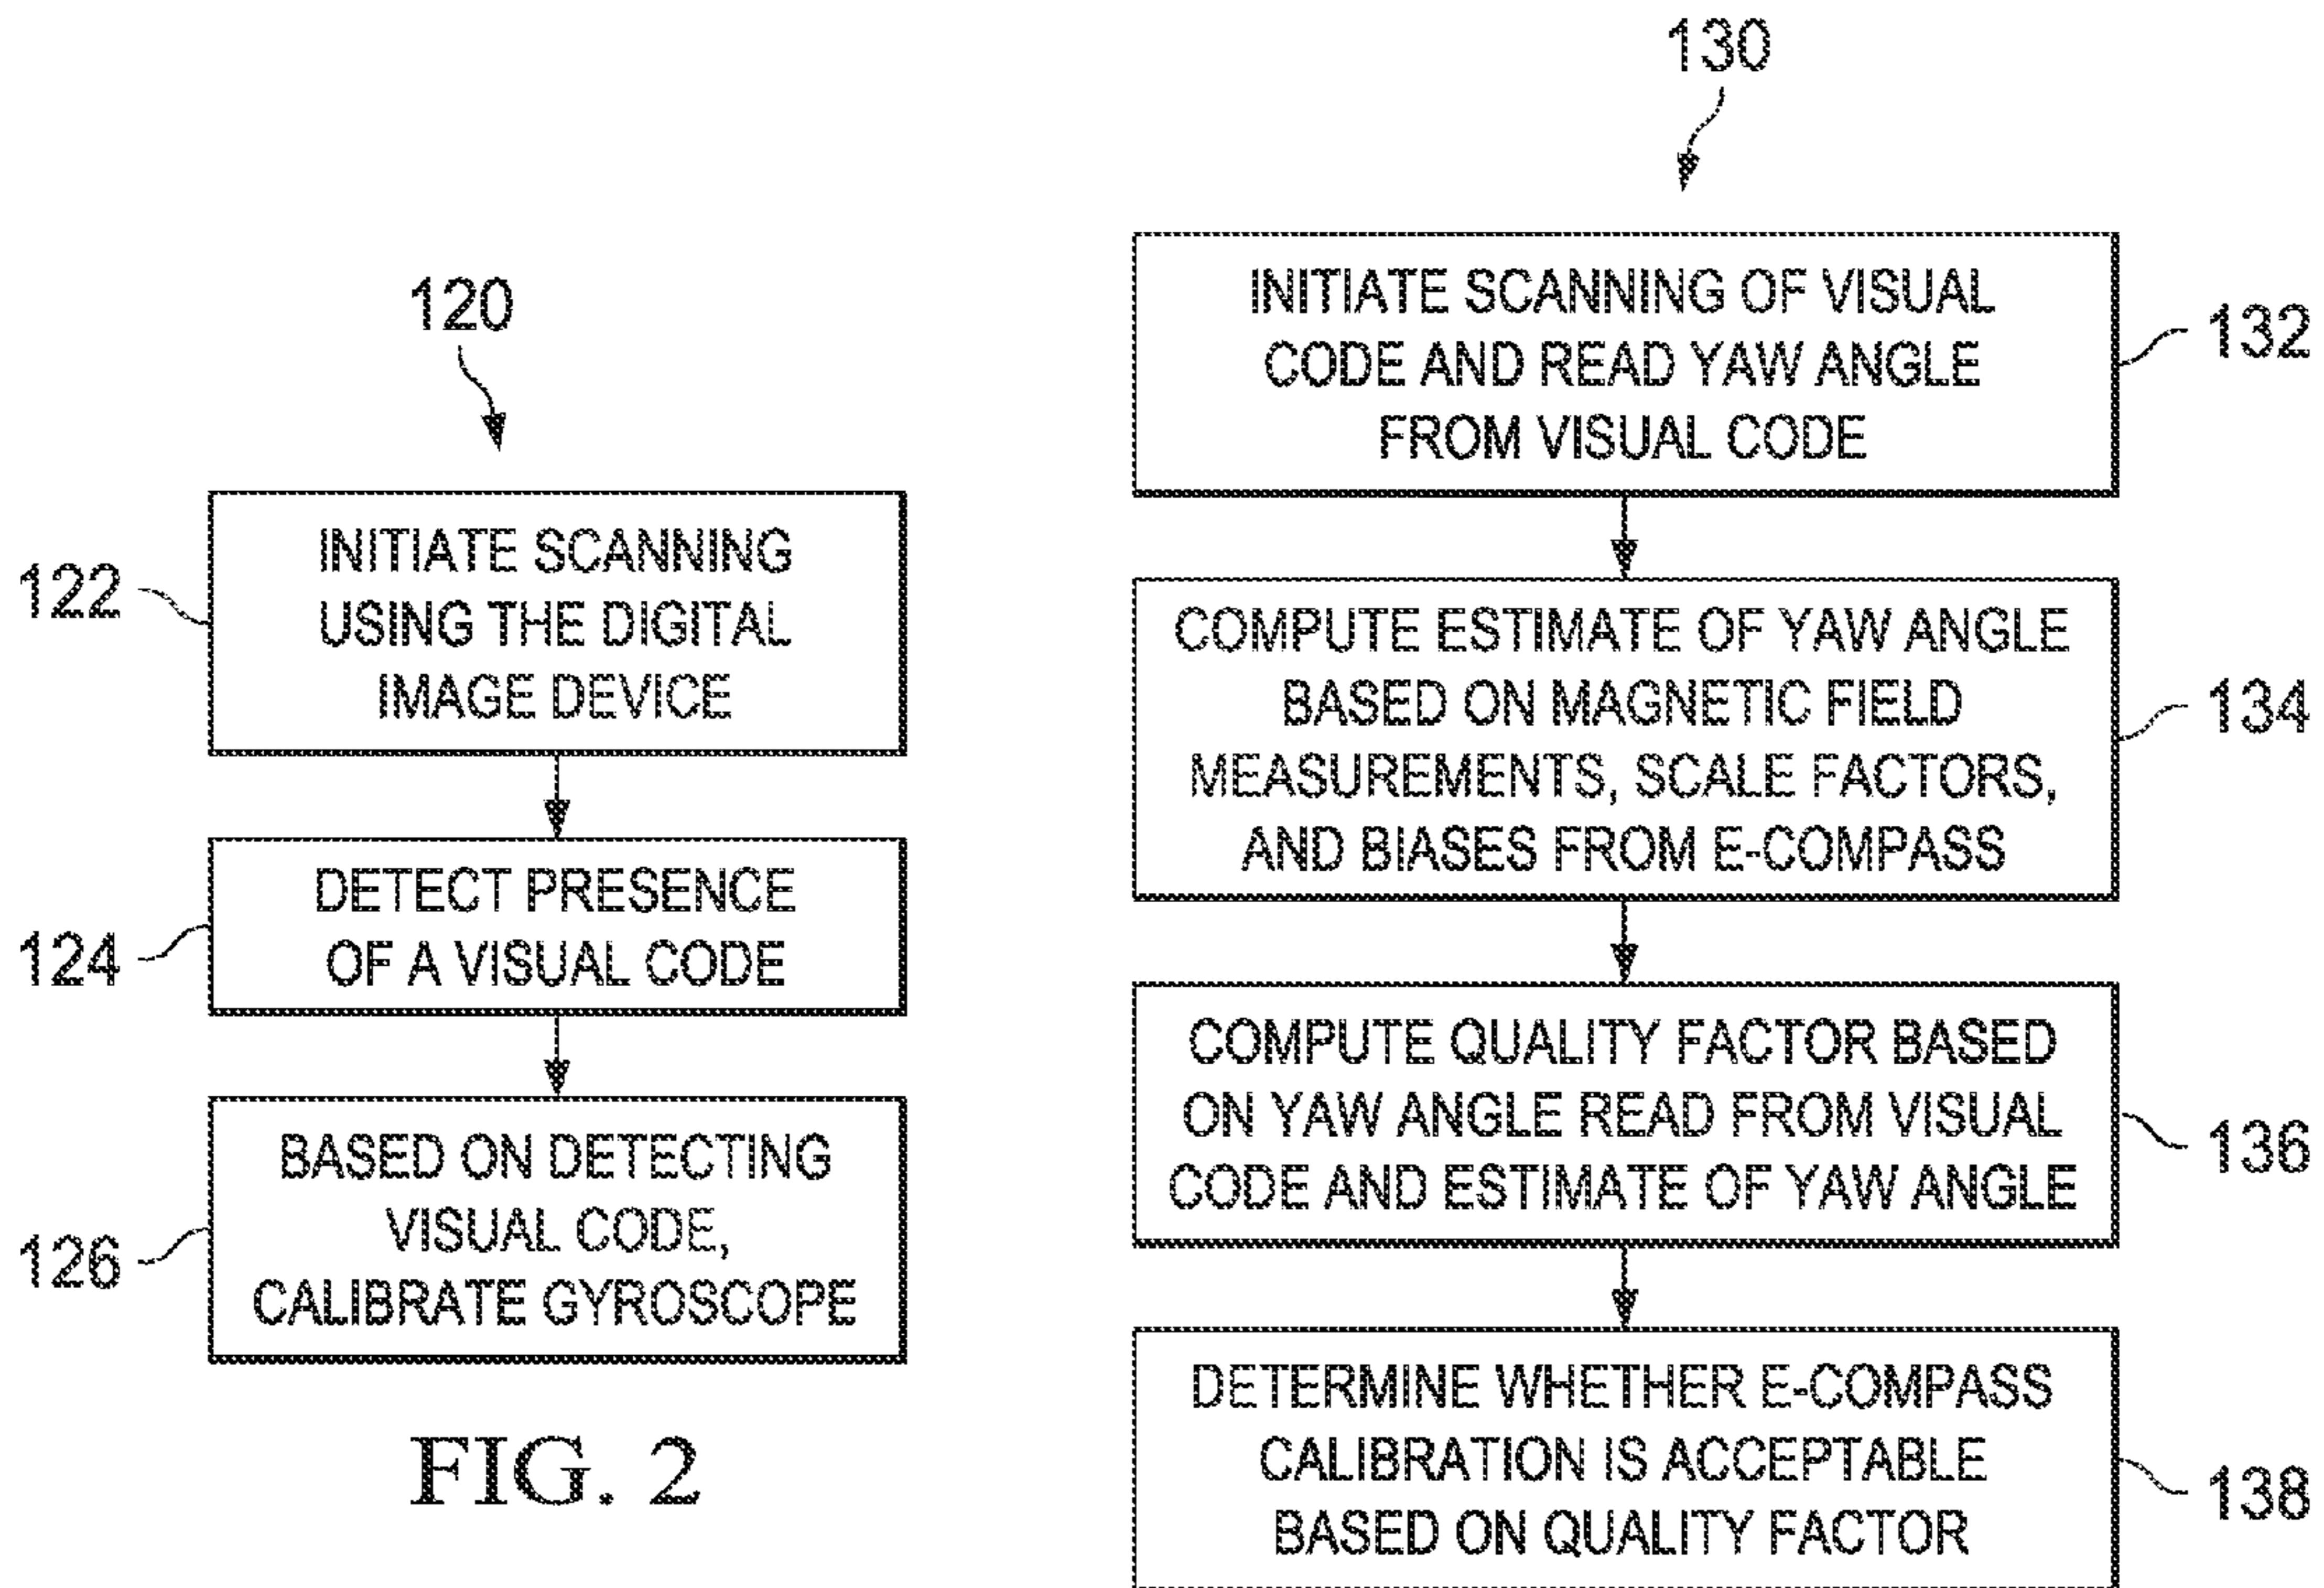 120
122
INITIATE SCANNING
USING THE DIGITAL
IMAGE DEVICE
124
DETECT PRESENCE
OF A VISUAL CODE
126
BASED ON DETECTING
VISUAL CODE,
CALIBRATE GYROSCOPE
FIG. 2
130
INITIATE SCANNING OF VISUAL
CODE AND READ YAW ANGLE
FROM VISUAL CODE
132
COMPUTE ESTIMATE OF YAW ANGLE
BASED ON MAGNETIC FIELD
MEASUREMENTS, SCALE FACTORS,
AND BIASES FROM E-COMPASS
134
COMPUTE QUALITY FACTOR BASED
ON YAW ANGLE READ FROM VISUAL
CODE AND ESTIMATE OF YAW ANGLE
136
DETERMINE WHETHER E-COMPASS
CALIBRATION IS ACCEPTABLE
BASED ON QUALITY FACTOR
138